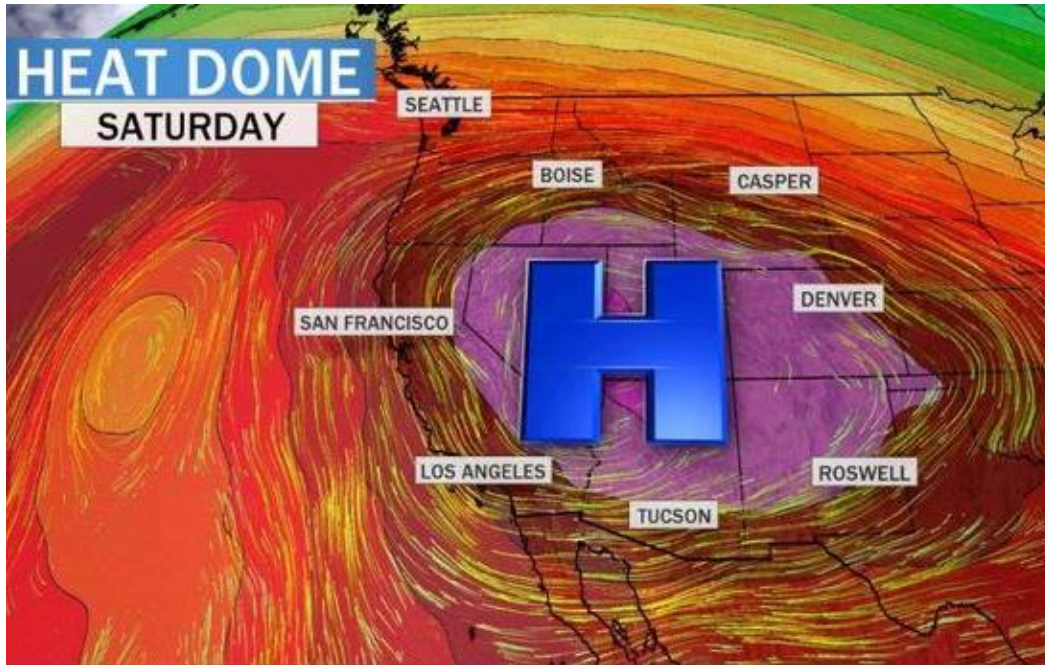 HEAT DOME
SATURDAY
SEATTLE
BOISE
CASPER
DENVER
SAN FRANCISCO
H
LOS ANGELES
ROSWELL
TUCSON